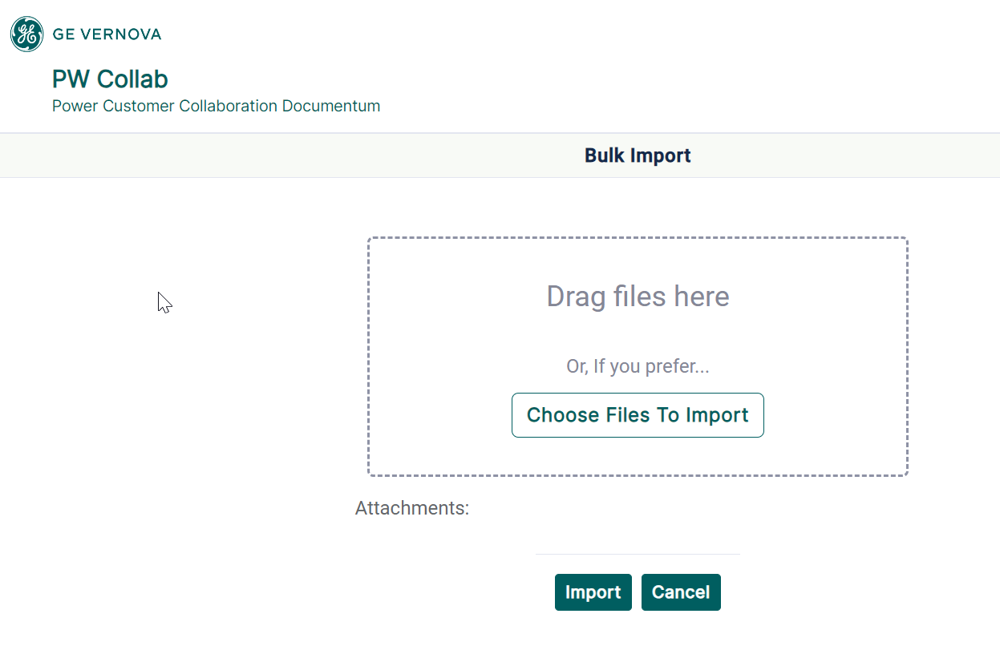 GE VERNOVA
PW Collab
Power Customer Collaboration Documentum
Bulk Import
Drag files here
Or, If you prefer...
Choose Files To Import
Attachments:
Import Cancel